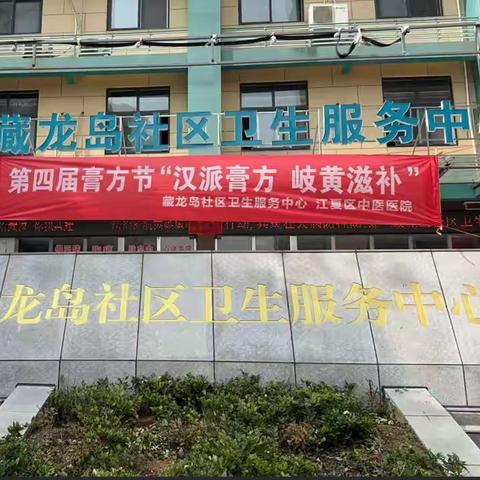 藏龙岛社区卫生服务中
第四届膏方节“汉派膏方 岐黄滋补”
藏龙岛社区卫生服务中心 江夏区中医医院
龙岛社区卫生服务中心